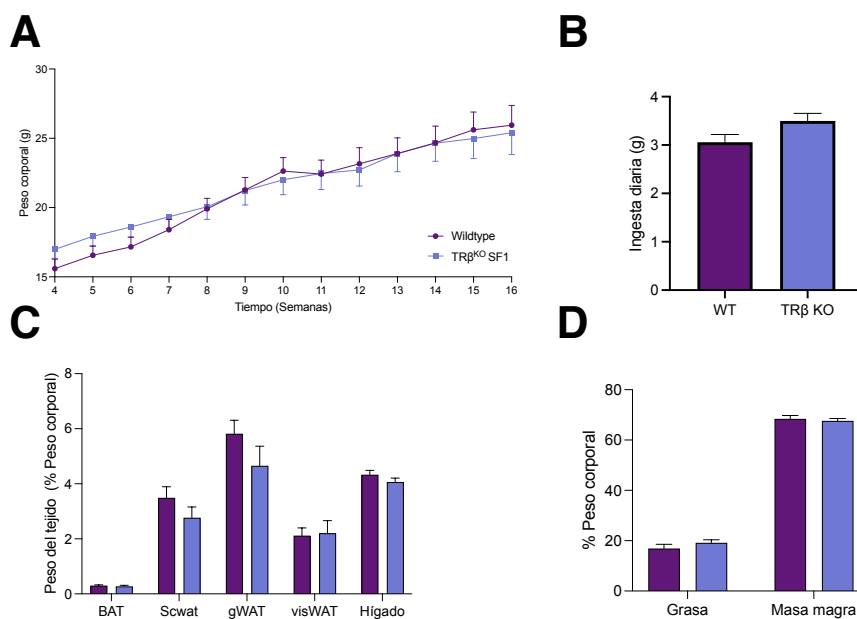 A
Peso corporal (g)
30
25
20
15
4 5 6 7 8 9 10 11 12 13 14 15 16
Tiempo (Semanas)
Wildtype
TRβKO SF1
B
Ingesta diaria (g)
4
3
2
1
0
WT TRβ KO
C
Peso del tejido (% Peso corporal)
8
6
4
2
0
BAT Scwat gWAT visWAT Hígado
D
% Peso corporal
80
60
40
20
0
Grasa Masa magra